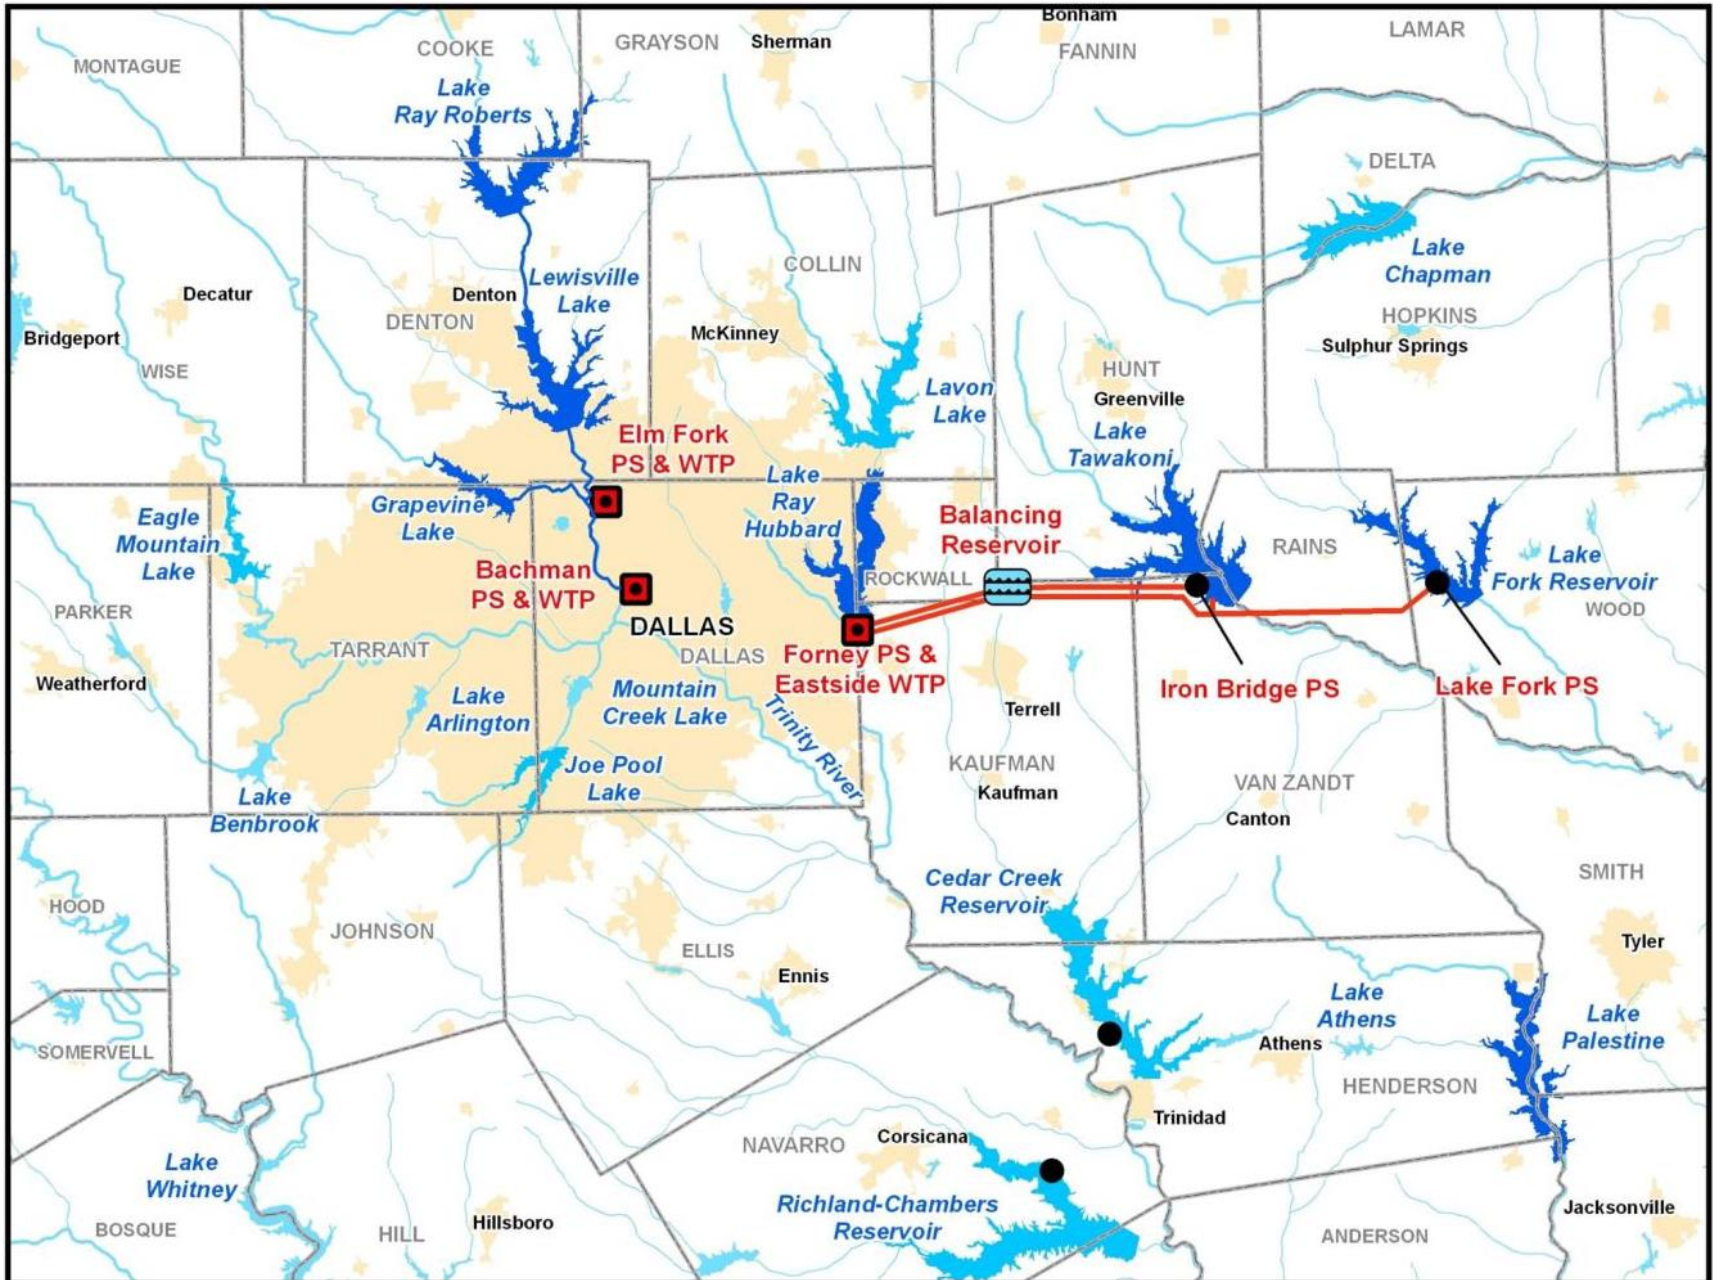 Bonham
COOKE
GRAYSON
Sherman
FANNIN
LAMAR
MONTAGUE
Lake
Ray Roberts
DELTA
COLLIN
Lake
Chapman
Lewisville
Lake
Decatur
Denton
DENTON
HOPKINS
Bridgeport
McKinney
Sulphur Springs
WISE
HUNT
Greenville
Lavon
Lake
Elm Fork
PS & WTP
Lake
Tawakoni
Lake
Ray
Hubbard
Grapevine
Lake
Eagle
Mountain
Lake
Balancing
Reservoir
RAINS
Lake
Fork Reservoir
Bachman
PS & WTP
ROCKWALL
PARKER
WOOD
DALLAS
TARRANT
DALLAS
Forney PS &
Eastside WTP
Weatherford
Lake
Arlington
Mountain
Creek Lake
Trinity River
Iron Bridge PS
Lake Fork PS
Terrell
KAUFMAN
Kaufman
Joe Pool
Lake
VAN ZANDT
Canton
Lake
Benbrook
Cedar Creek
Reservoir
SMITH
HOOD
JOHNSON
ELLIS
Tyler
Ennis
Lake
Athens
Lake
Palestine
SOMERVELL
Athens
HENDERSON
Trinidad
NAVARRO
Corsicana
Lake
Whitney
Richland-Chambers
Reservoir
Jacksonville
BOSQUE
HILL
Hillsboro
ANDERSON